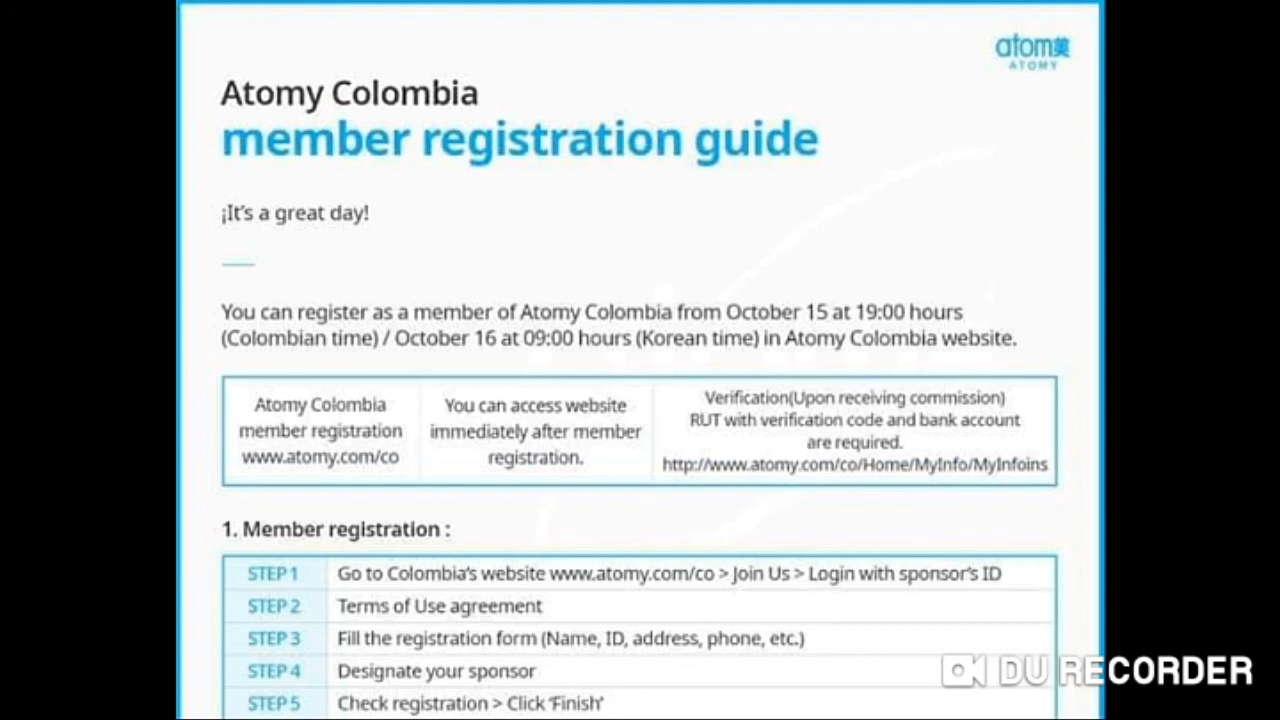 atom美
ATOMY
Atomy Colombia
member registration guide
¡It's a great day!
You can register as a member of Atomy Colombia from October 15 at 19:00 hours
(Colombian time) / October 16 at 09:00 hours (Korean time) in Atomy Colombia website.
Atomy Colombia
member registration
www.atomy.com/co
You can access website
immediately after member
registration.
Verification(Upon receiving commission)
RUT with verification code and bank account
are required.
http://www.atomy.com/co/Home/MyInfo/MyInfoins
1. Member registration :
STEP 1 Go to Colombia's website www.atomy.com/co > Join Us > Login with sponsor's ID
STEP 2 Terms of Use agreement
STEP 3 Fill the registration form (Name, ID, address, phone, etc.)
STEP 4 Designate your sponsor
STEP 5 Check registration > Click 'Finish'
DU RECORDER